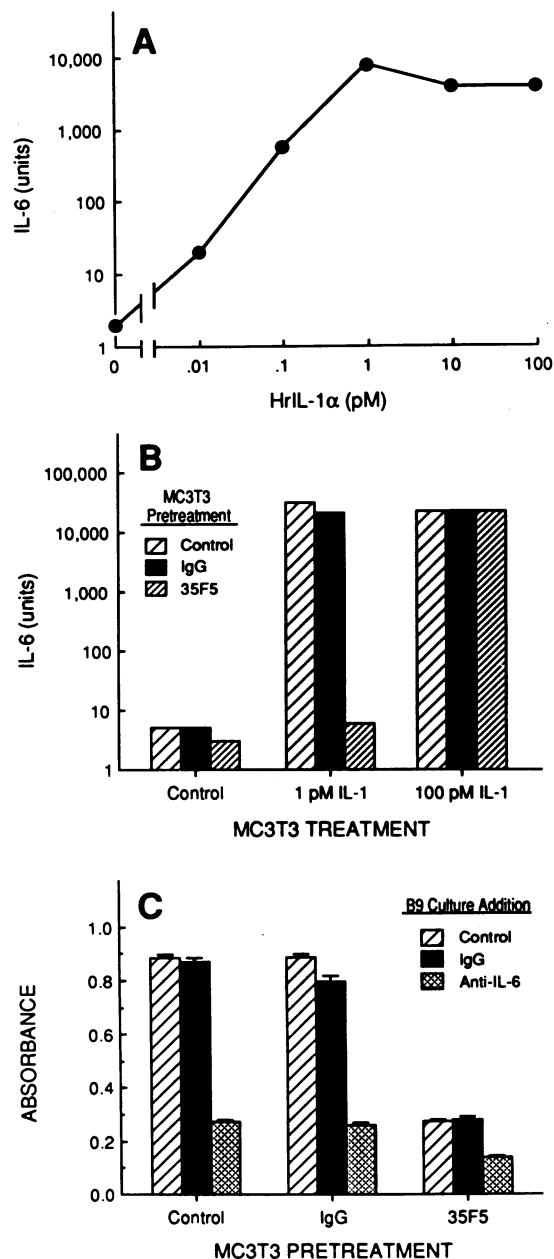 A
10,000
1,000
100
10
1
IL-6 (units)
0 .01 .1 1 10 100
HrIL-1α (pM)
B
100,000
10,000
1,000
100
10
1
IL-6 (units)
MC3T3
Pretreatment
Control
IgG
35F5
Control 1 pM IL-1 100 pM IL-1
MC3T3 TREATMENT
C
1.0
0.8
0.6
0.4
0.2
0.0
ABSORBANCE
B9 Culture Addition
Control
IgG
Anti-IL-6
Control IgG 35F5
MC3T3 PRETREATMENT